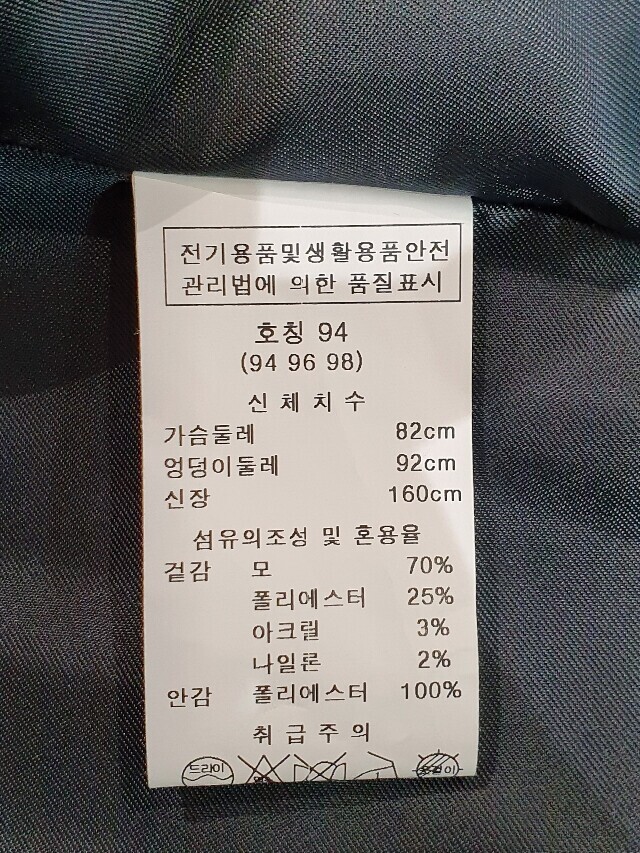 전기용품및생활용품안전
관리법에 의한 품질표시
호칭 94
(94 96 98)
신체치수
가슴둘레 82cm
엉덩이둘레 92cm
신장 160cm
섬유의조성 및 혼용율
겉감 모 70%
폴리에스터 25%
아크릴 3%
나일론 2%
안감 폴리에스터 100%
취급주의
드라이